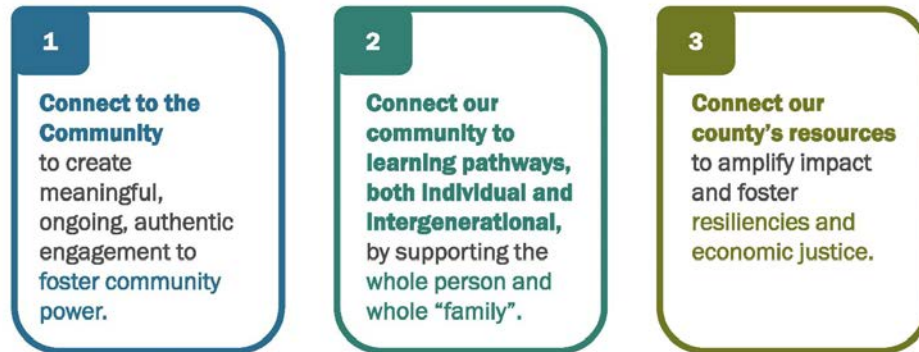 1
Connect to the
Community
to create
meaningful,
ongoing, authentic
engagement to
foster community
power.
2
Connect our
community to
learning pathways,
both individual and
intergenerational,
by supporting the
whole person and
whole “family”.
3
Connect our
county’s resources
to amplify impact
and foster
resiliencies and
economic justice.